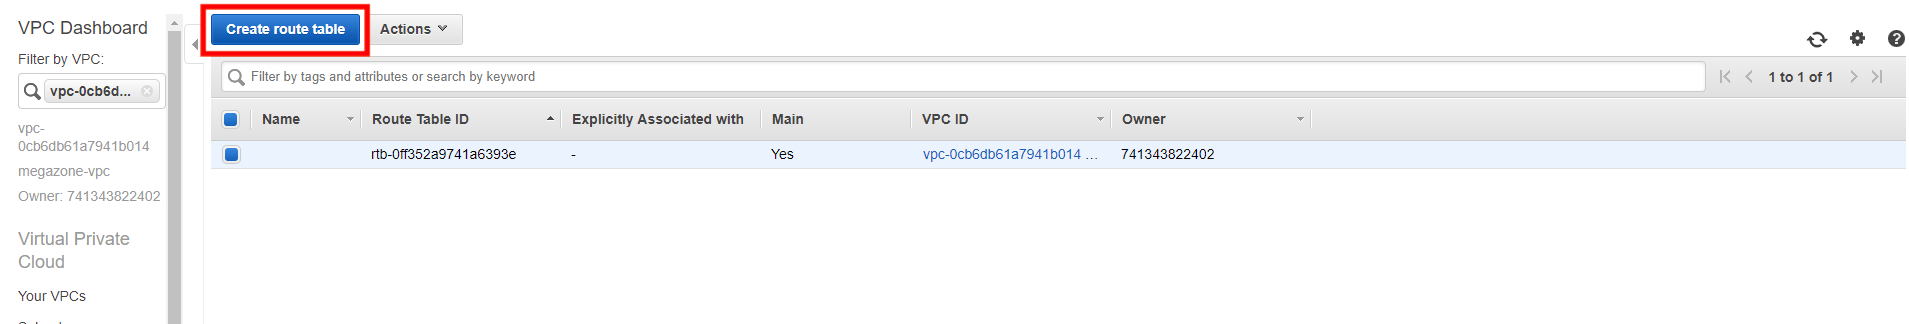 VPC Dashboard
Filter by VPC:
vpc-0cb6d...
vpc-
0cb6db61a7941b014
megazone-vpc
Owner: 741343822402
Virtual Private
Cloud
Your VPCs
Create route table Actions
Filter by tags and attributes or search by keyword
1 to 1 of 1
Name Route Table ID Explicitly Associated with Main VPC ID Owner
rtb-0ff352a9741a6393e - Yes vpc-0cb6db61a7941b014 ... 741343822402